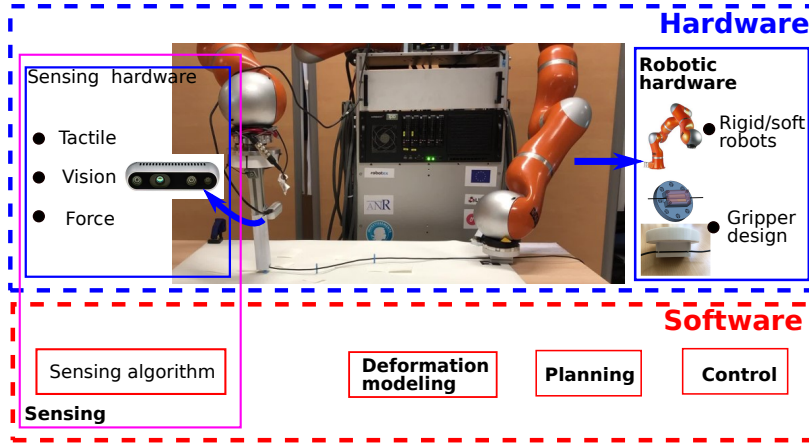 Hardware
Sensing hardware
Tactile
Vision
Force
Robotic
hardware
Rigid/soft
robots
Gripper
design
ANR
Software
Sensing algorithm
Deformation
modeling
Planning
Control
Sensing